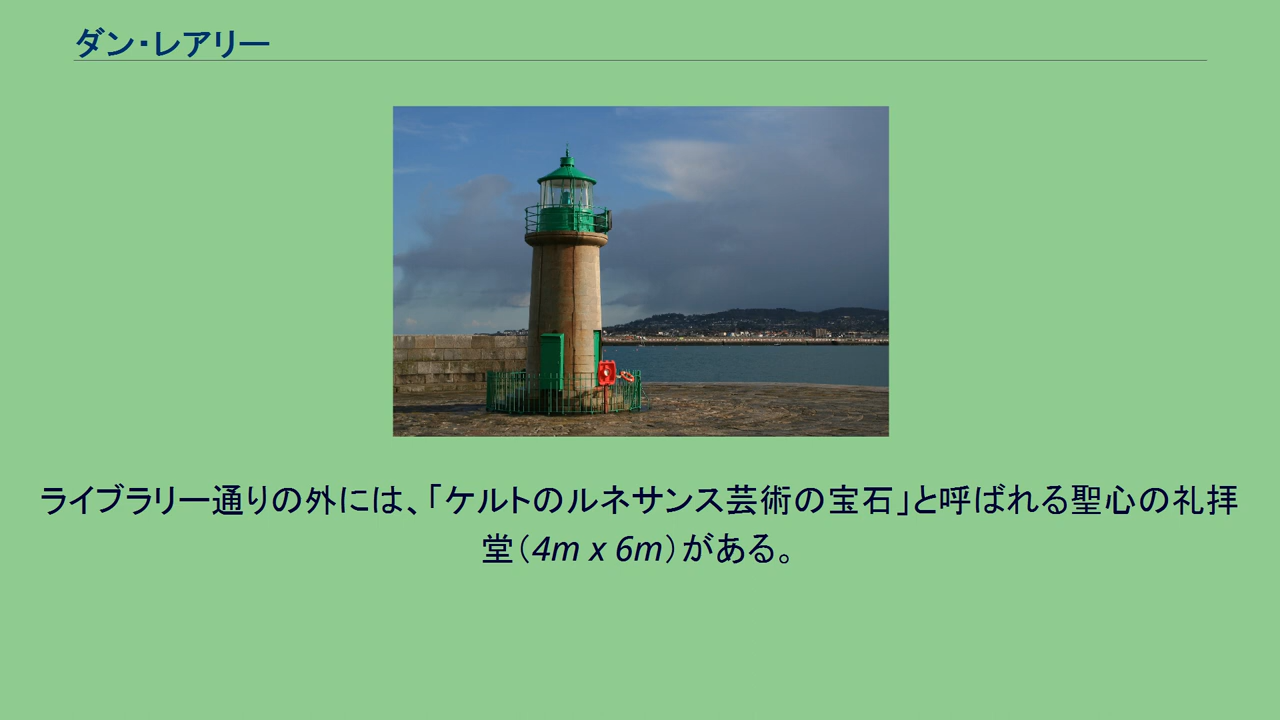 ダン・レアリー
ライブラリー通りの外には、「ケルトのルネサンス芸術の宝石」と呼ばれる聖心の礼拝
堂（4m x 6m）がある。